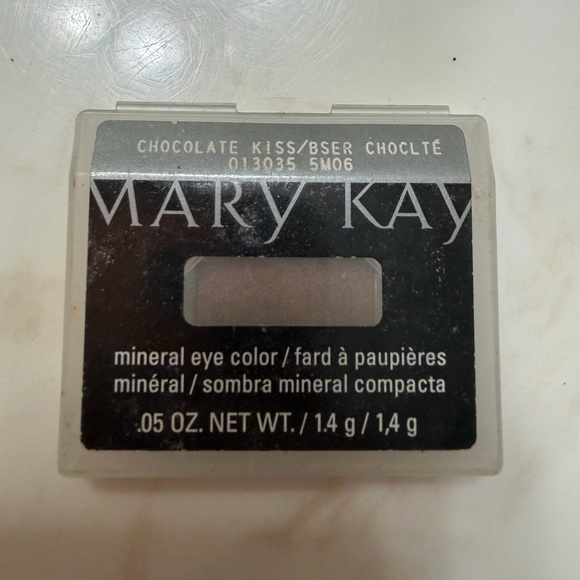 CHOCOLATE KISS/BSER CHOCLTÉ
013035 5M06
MARY KAY
mineral eye color / fard à paupières
minéral / sombra mineral compacta
.05 OZ. NET WT. / 1.4 g / 1,4 g